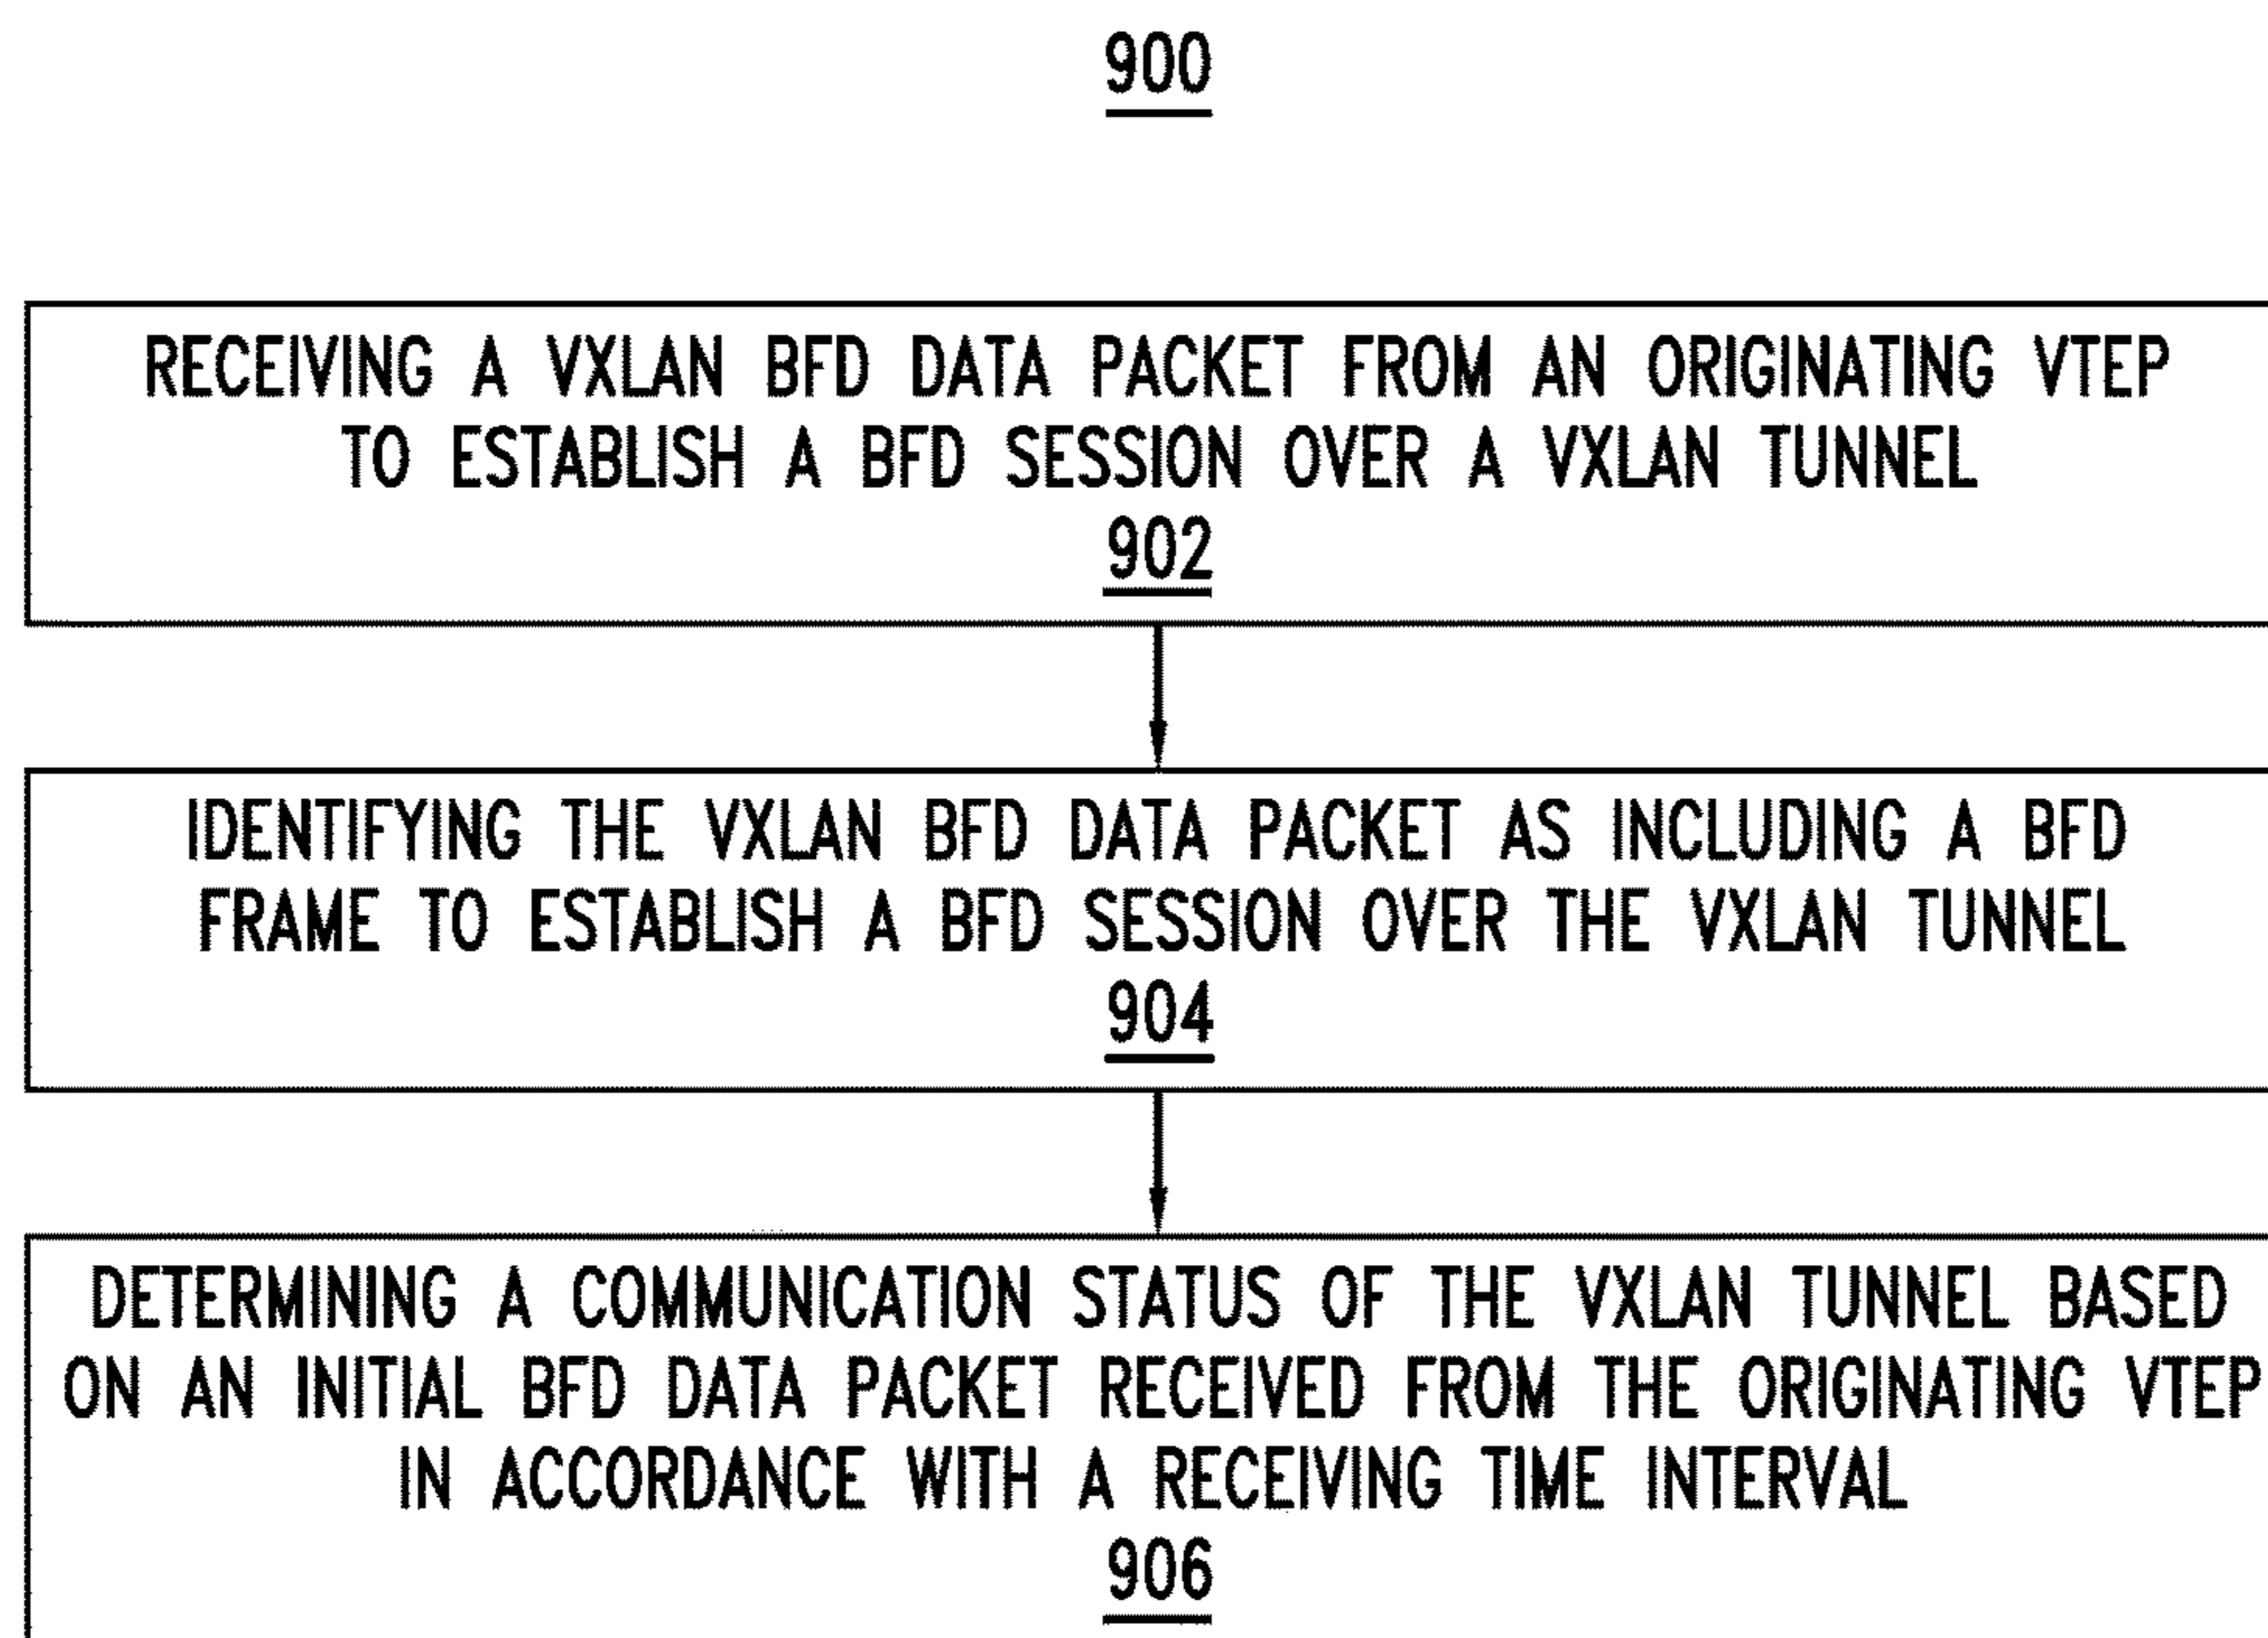 900
RECEIVING A VXLAN BFD DATA PACKET FROM AN ORIGINATING VTEP
TO ESTABLISH A BFD SESSION OVER A VXLAN TUNNEL
902
IDENTIFYING THE VXLAN BFD DATA PACKET AS INCLUDING A BFD
FRAME TO ESTABLISH A BFD SESSION OVER THE VXLAN TUNNEL
904
DETERMINING A COMMUNICATION STATUS OF THE VXLAN TUNNEL BASED
ON AN INITIAL BFD DATA PACKET RECEIVED FROM THE ORIGINATING VTEP
IN ACCORDANCE WITH A RECEIVING TIME INTERVAL
906